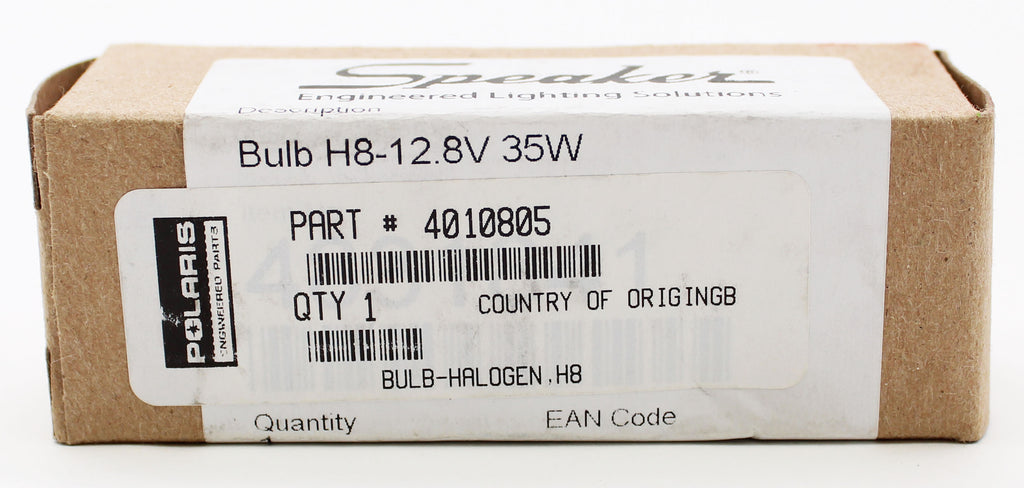 Speaker®
Engineered Lighting Solutions
Description
Bulb H8-12.8V 35W
POLARIS
ENGINEERED PARTS
PART # 4010805
QTY 1
COUNTRY OF ORIGINGB
BULB-HALOGEN,H8
Quantity
EAN Code